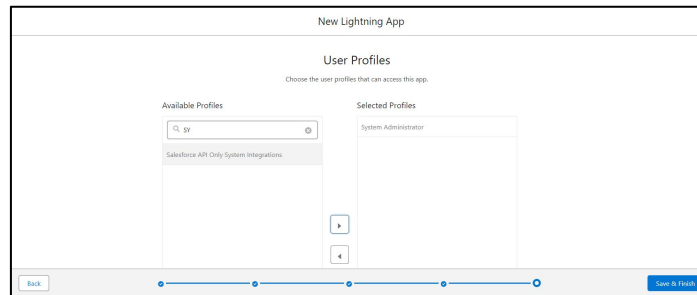 New Lightning App
User Profiles
Choose the user profiles that can access this app.
Available Profiles
Selected Profiles
SY
System Administrator
Salesforce API Only System Integrations
Back
Save & Finish